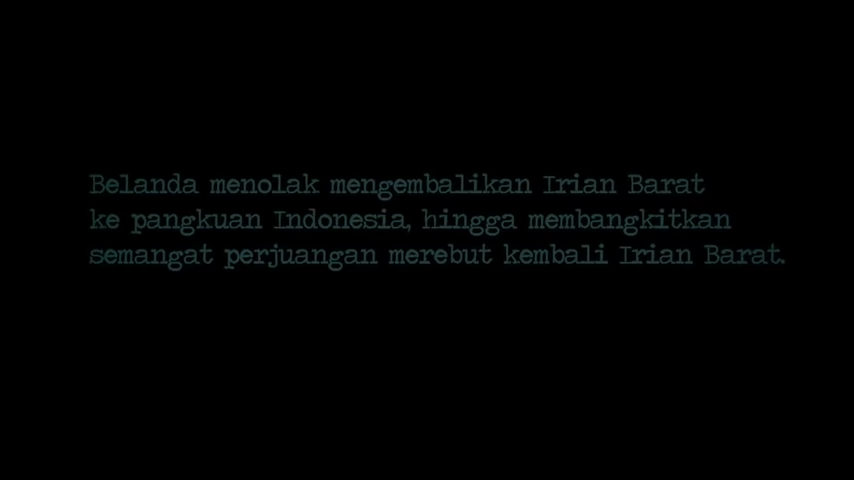 Belanda menolak mengembalikan Irian Barat
ke pangkuan Indonesia, hingga membangkitkan
semangat perjuangan merebut kembali Irian Barat.